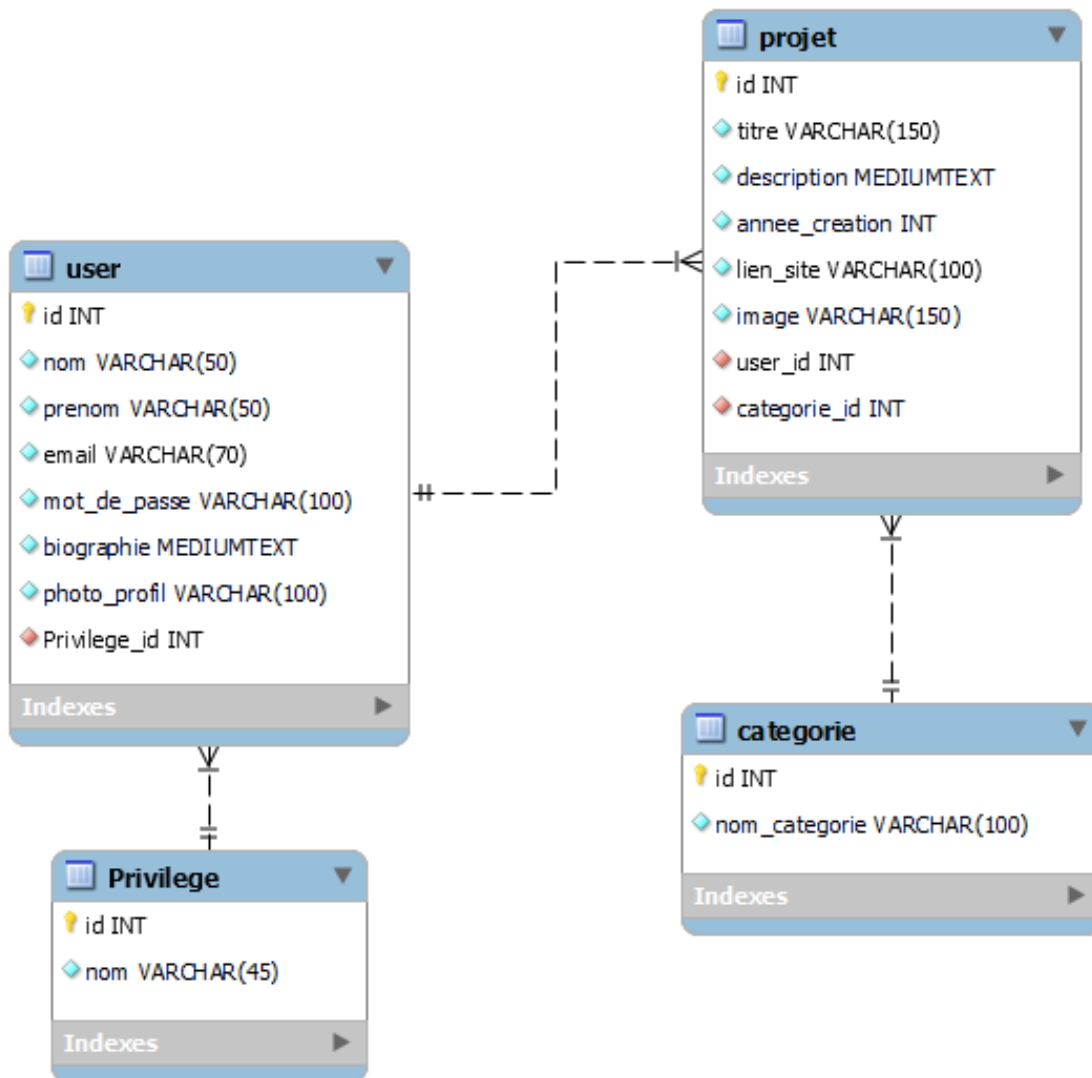 projet
id INT
titre VARCHAR(150)
description MEDIUMTEXT
annee_creation INT
lien_site VARCHAR(100)
image VARCHAR(150)
user_id INT
categorie_id INT
Indexes
user
id INT
nom VARCHAR(50)
prenom VARCHAR(50)
email VARCHAR(70)
mot_de_passe VARCHAR(100)
biographie MEDIUMTEXT
photo_profil VARCHAR(100)
Privilege_id INT
Indexes
categorie
id INT
nom_categorie VARCHAR(100)
Indexes
Privilege
id INT
nom VARCHAR(45)
Indexes